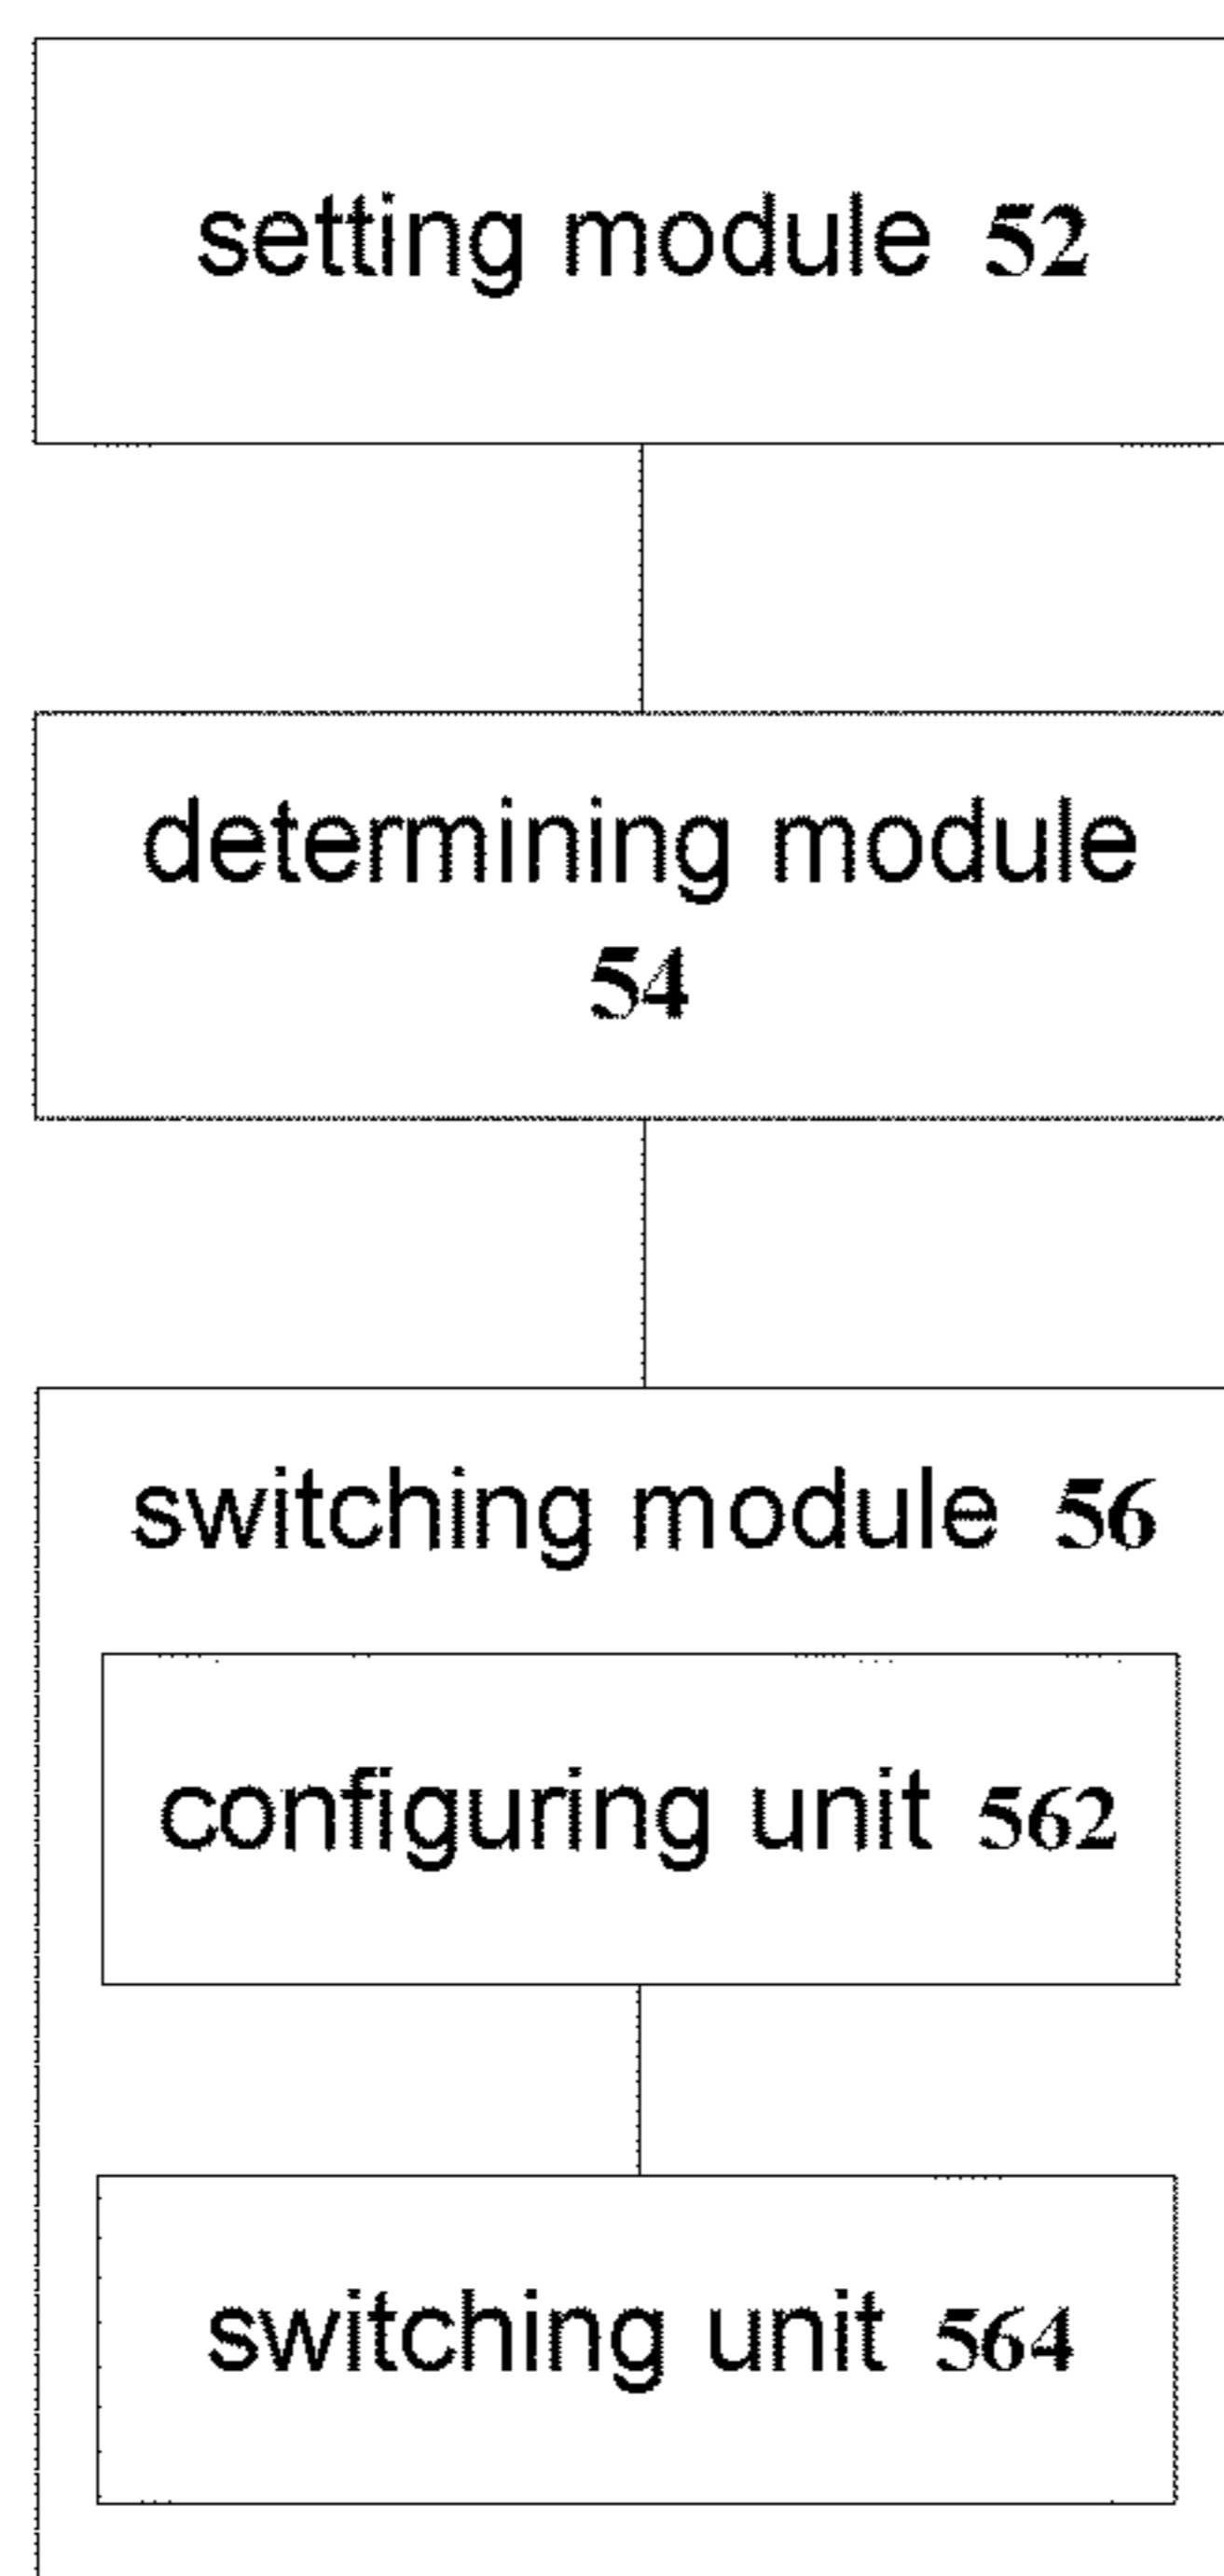 setting module 52
determining module
54
switching module 56
configuring unit 562
switching unit 564